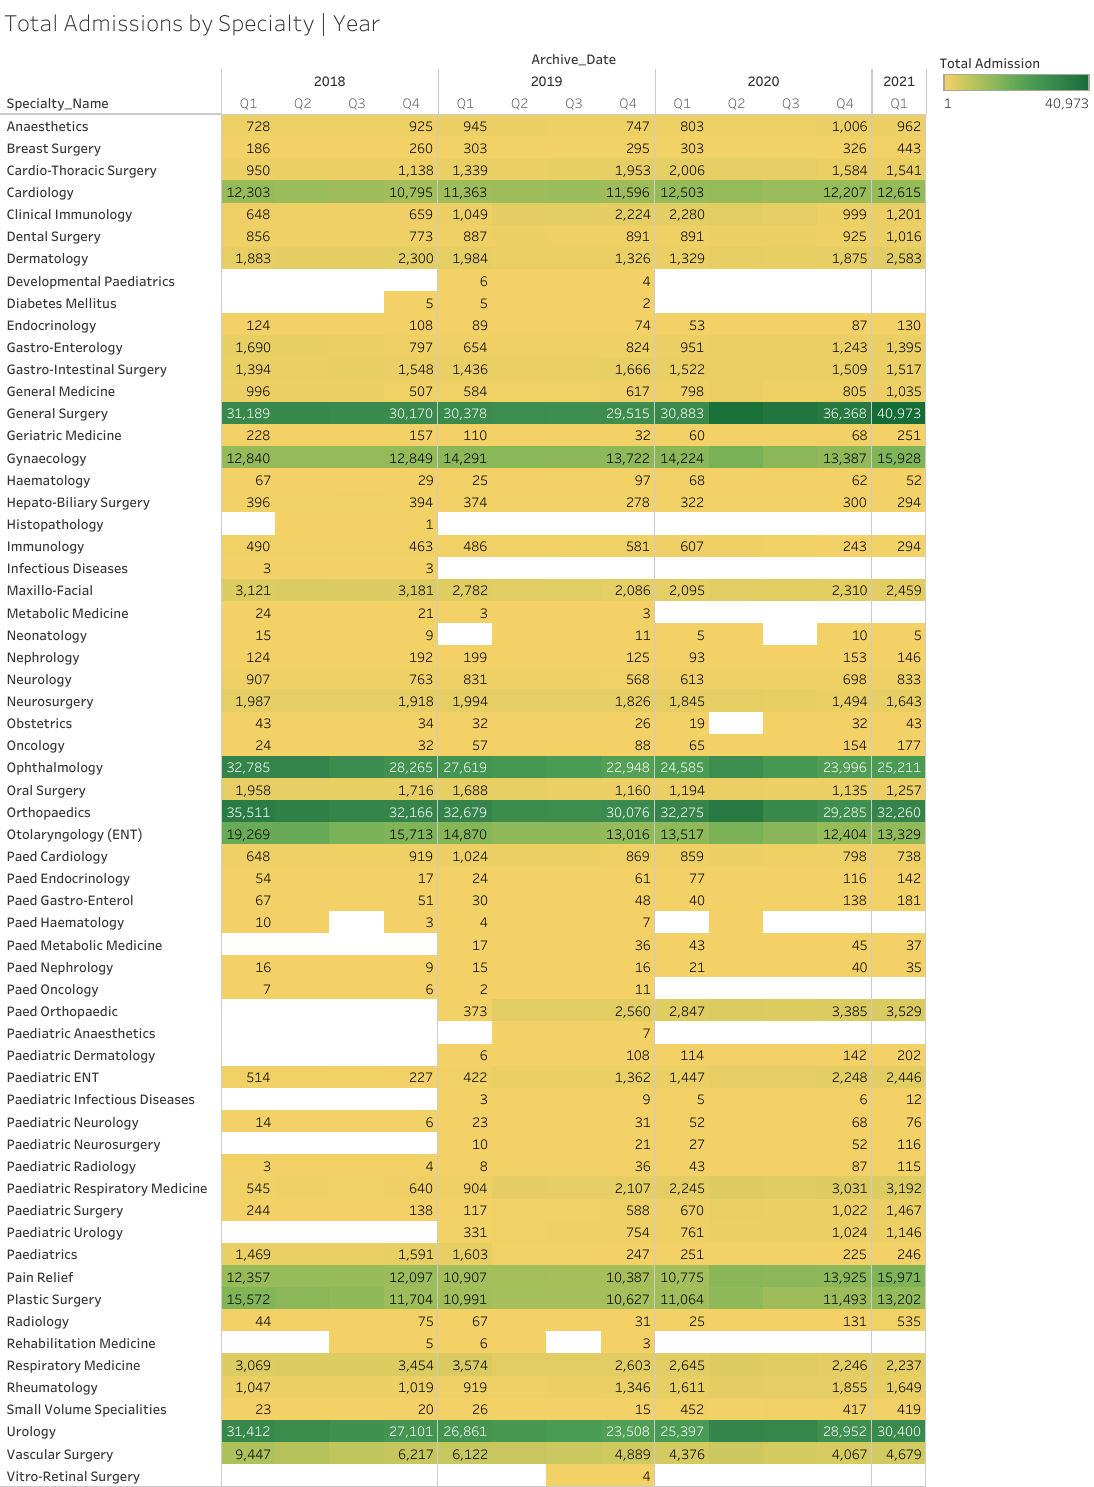 Total Admissions by Specialty | Year
Archive_Date
Total Admission
2018 2019 2020 2021
1 40,973
Specialty_Name Q1 Q2 Q3 Q4 Q1 Q2 Q3 Q4 Q1 Q2 Q3 Q4 Q1
Anaesthetics 728 925 945 747 803 1,006 962
Breast Surgery 186 260 303 295 303 326 443
Cardio-Thoracic Surgery 950 1,138 1,339 1,953 2,006 1,584 1,541
Cardiology 12,303 10,795 11,363 11,596 12,503 12,207 12,615
Clinical Immunology 648 659 1,049 2,224 2,280 999 1,201
Dental Surgery 856 773 887 891 891 925 1,016
Dermatology 1,883 2,300 1,984 1,326 1,329 1,875 2,583
Developmental Paediatrics 6 4
Diabetes Mellitus 5 5 2
Endocrinology 124 108 89 74 53 87 130
Gastro-Enterology 1,690 797 654 824 951 1,243 1,395
Gastro-Intestinal Surgery 1,394 1,548 1,436 1,666 1,522 1,509 1,517
General Medicine 996 507 584 617 798 805 1,035
General Surgery 31,189 30,170 30,378 29,515 30,883 36,368 40,973
Geriatric Medicine 228 157 110 32 60 68 251
Gynaecology 12,840 12,849 14,291 13,722 14,224 13,387 15,928
Haematology 67 29 25 97 68 62 52
Hepato-Biliary Surgery 396 394 374 278 322 300 294
Histopathology 1
Immunology 490 463 486 581 607 243 294
Infectious Diseases 3 3
Maxillo-Facial 3,121 3,181 2,782 2,086 2,095 2,310 2,459
Metabolic Medicine 24 21 3 3
Neonatology 15 9 11 5 10 5
Nephrology 124 192 199 125 93 153 146
Neurology 907 763 831 568 613 698 833
Neurosurgery 1,987 1,918 1,994 1,826 1,845 1,494 1,643
Obstetrics 43 34 32 26 19 32 43
Oncology 24 32 57 88 65 154 177
Ophthalmology 32,785 28,265 27,619 22,948 24,585 23,996 25,211
Oral Surgery 1,958 1,716 1,688 1,160 1,194 1,135 1,257
Orthopaedics 35,511 32,166 32,679 30,076 32,275 29,285 32,260
Otolaryngology (ENT) 19,269 15,713 14,870 13,016 13,517 12,404 13,329
Paed Cardiology 648 919 1,024 869 859 798 738
Paed Endocrinology 54 17 24 61 77 116 142
Paed Gastro-Enterol 67 51 30 48 40 138 181
Paed Haematology 10 3 4 7
Paed Metabolic Medicine 17 36 43 45 37
Paed Nephrology 16 9 15 16 21 40 35
Paed Oncology 7 6 2 11
Paed Orthopaedic 373 2,560 2,847 3,385 3,529
Paediatric Anaesthetics 7
Paediatric Dermatology 6 108 114 142 202
Paediatric ENT 514 227 422 1,362 1,447 2,248 2,446
Paediatric Infectious Diseases 3 9 5 6 12
Paediatric Neurology 14 6 23 31 52 68 76
Paediatric Neurosurgery 10 21 27 52 116
Paediatric Radiology 3 4 8 36 43 87 115
Paediatric Respiratory Medicine 545 640 904 2,107 2,245 3,031 3,192
Paediatric Surgery 244 138 117 588 670 1,022 1,467
Paediatric Urology 331 754 761 1,024 1,146
Paediatrics 1,469 1,591 1,603 247 251 225 246
Pain Relief 12,357 12,097 10,907 10,387 10,775 13,925 15,971
Plastic Surgery 15,572 11,704 10,991 10,627 11,064 11,493 13,202
Radiology 44 75 67 31 25 131 535
Rehabilitation Medicine 5 6 3
Respiratory Medicine 3,069 3,454 3,574 2,603 2,645 2,246 2,237
Rheumatology 1,047 1,019 919 1,346 1,611 1,855 1,649
Small Volume Specialities 23 20 26 15 452 417 419
Urology 31,412 27,101 26,861 23,508 25,397 28,952 30,400
Vascular Surgery 9,447 6,217 6,122 4,889 4,376 4,067 4,679
Vitro-Retinal Surgery 4